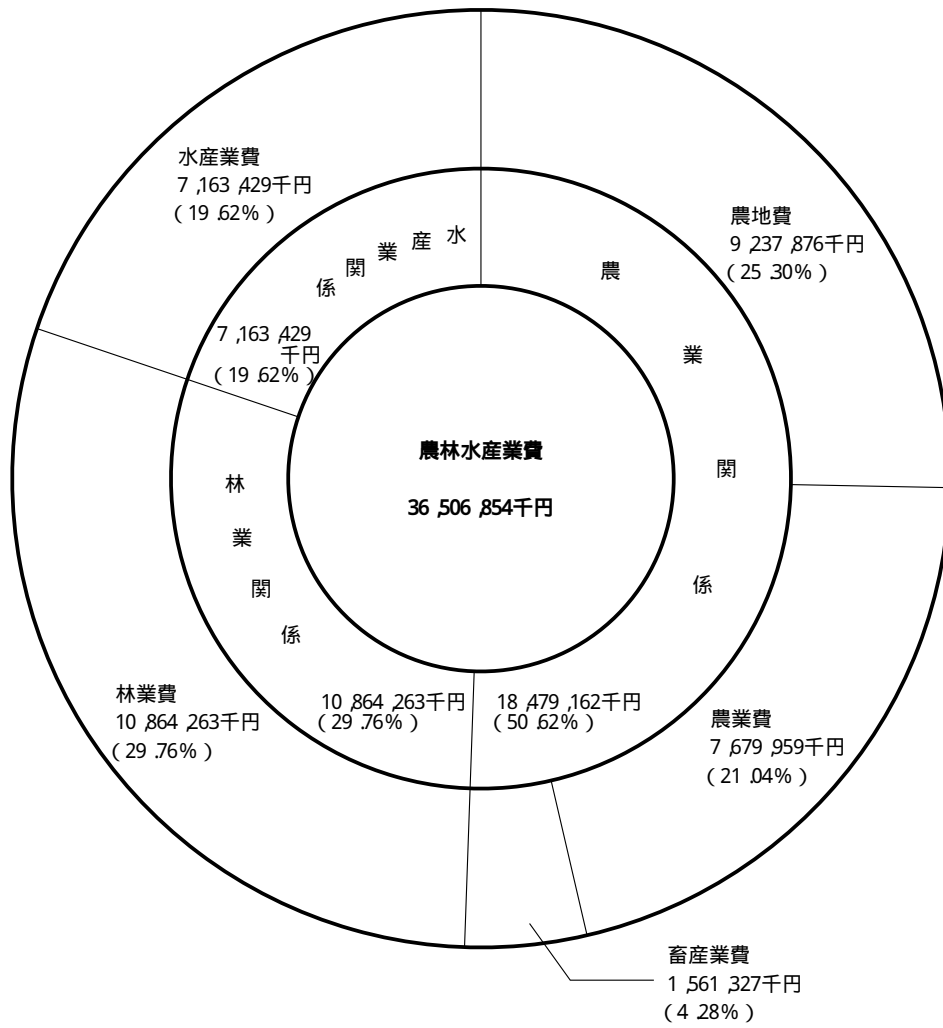 農林水産業費
36,506,854千円
農業関係
18,479,162千円
(50.62%)
林業関係
10,864,263千円
(29.76%)
水産業関係
7,163,429
千円
(19.62%)
農地費
9,237,876千円
(25.30%)
農業費
7,679,959千円
(21.04%)
畜産業費
1,561,327千円
(4.28%)
林業費
10,864,263千円
(29.76%)
水産業費
7,163,429千円
(19.62%)